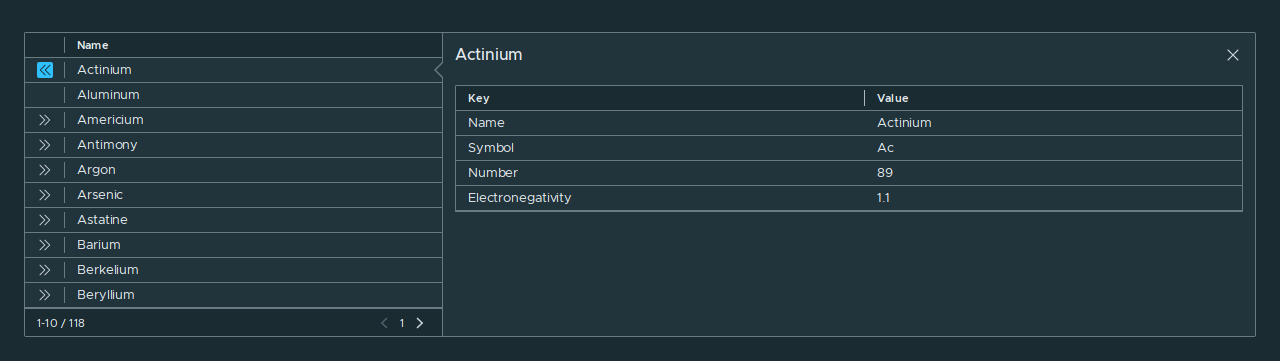 Name
Actinium
Aluminum
Americium
Antimony
Argon
Arsenic
Astatine
Barium
Berkelium
Beryllium
1-10 / 118
1
Actinium
Key Value
Name Actinium
Symbol Ac
Number 89
Electronegativity 1.1